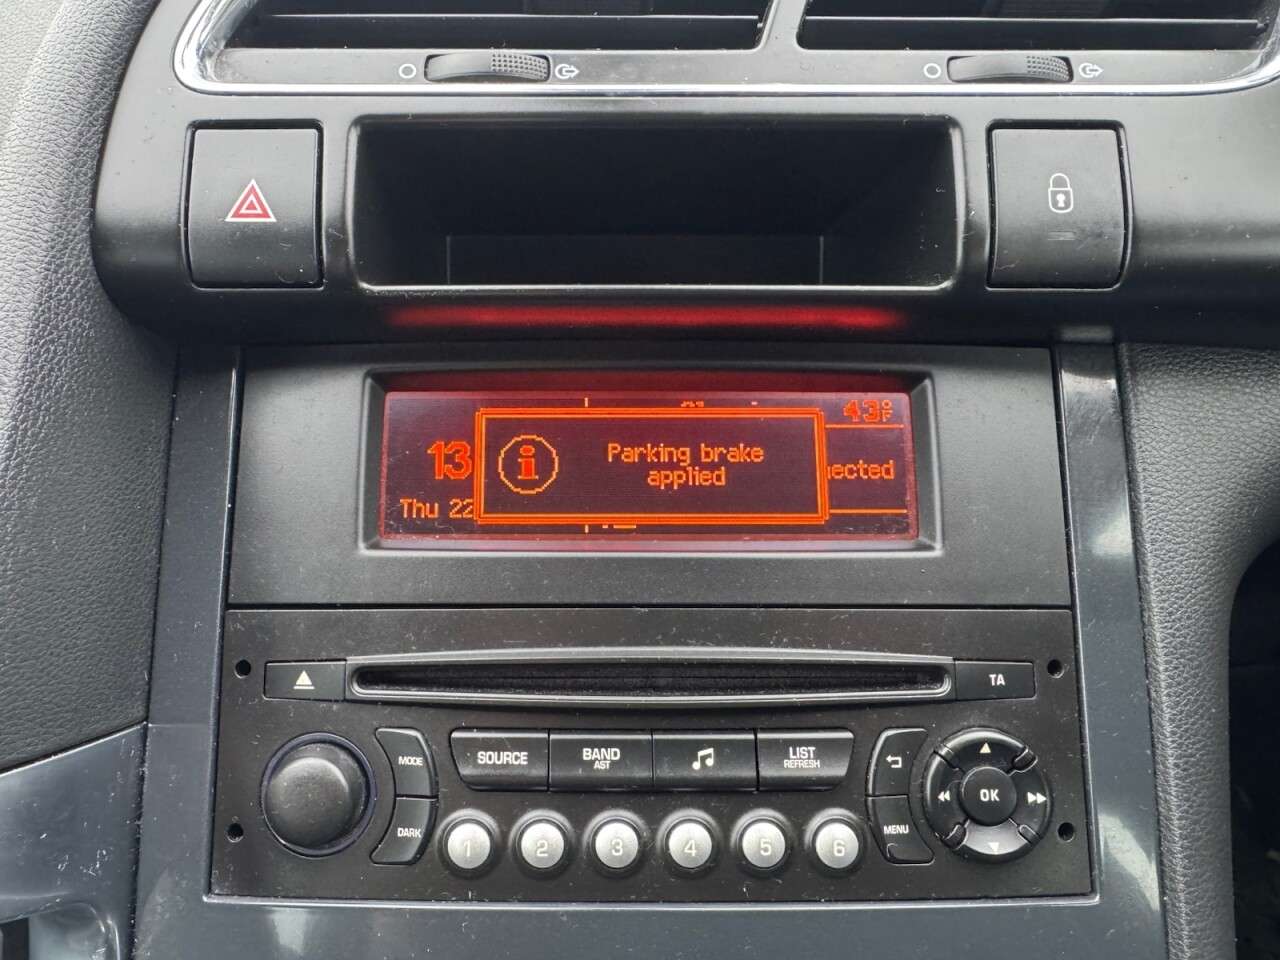 43°F
13
Parking brake
applied
ected
Thu 22
TA
SOURCE
BAND
AST
LIST
REFRESH
MODE
DARK
1 2 3 4 5 6
OK
MENU